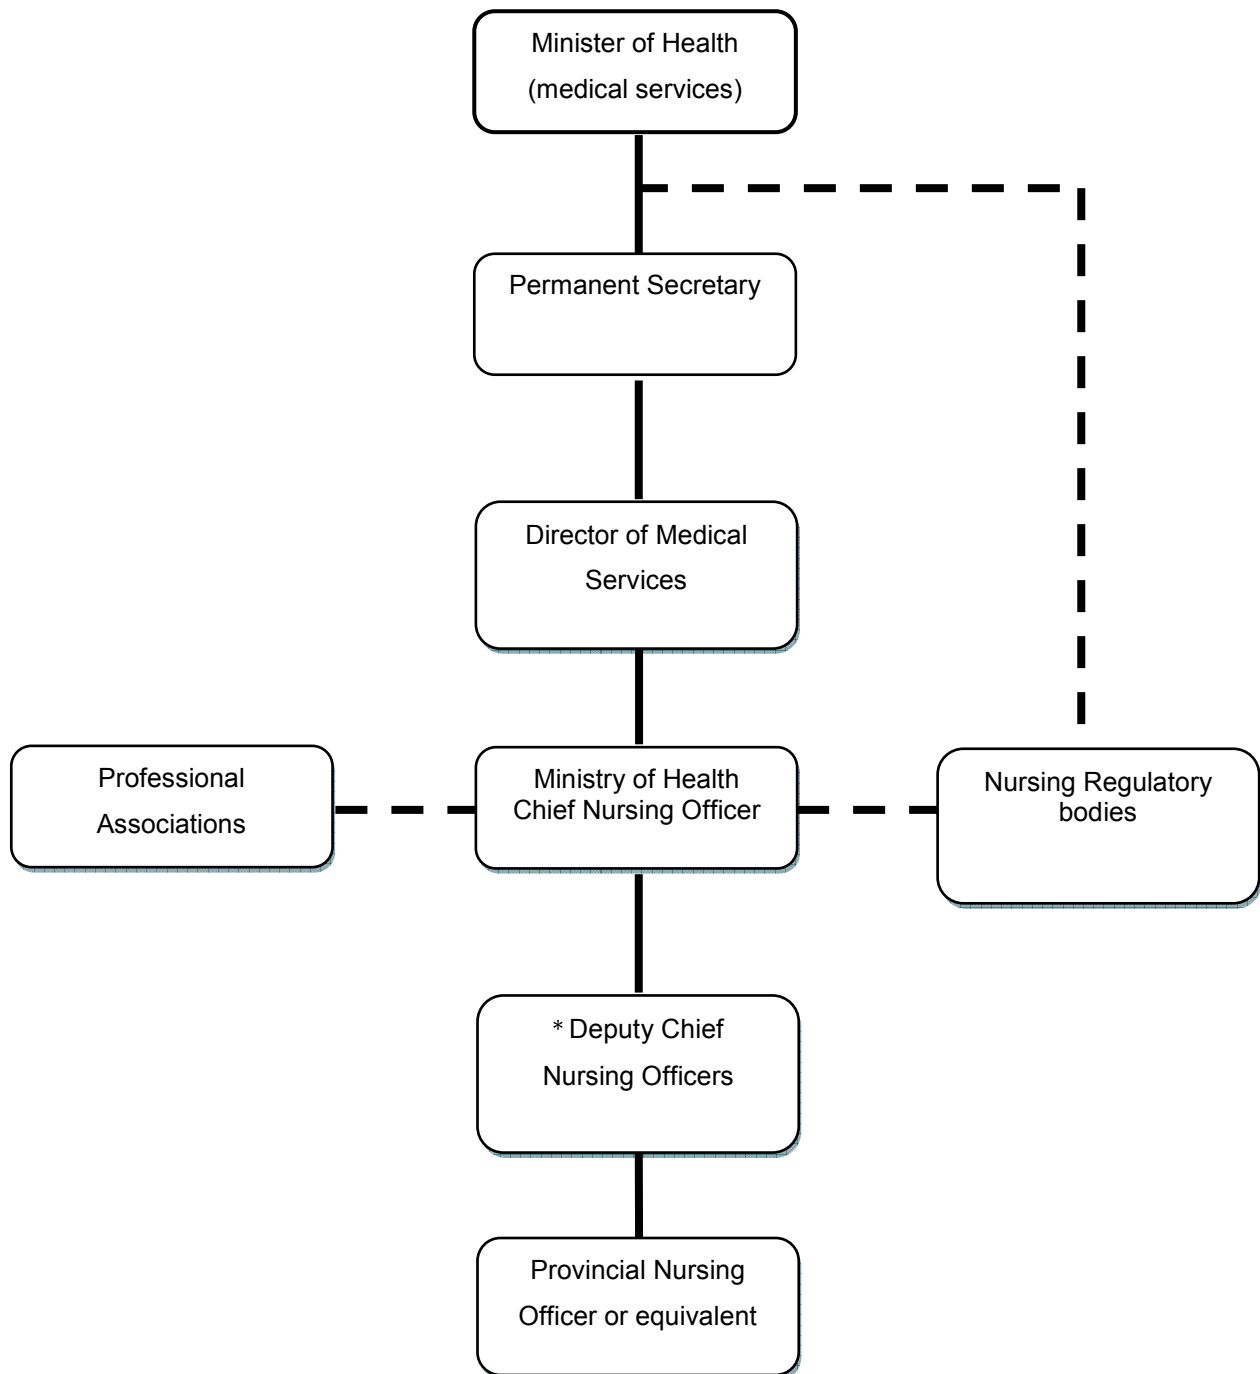 Minister of Health
(medical services)
Permanent Secretary
Director of Medical
Services
Professional
Associations
Ministry of Health
Chief Nursing Officer
Nursing Regulatory
bodies
* Deputy Chief
Nursing Officers
Provincial Nursing
Officer or equivalent